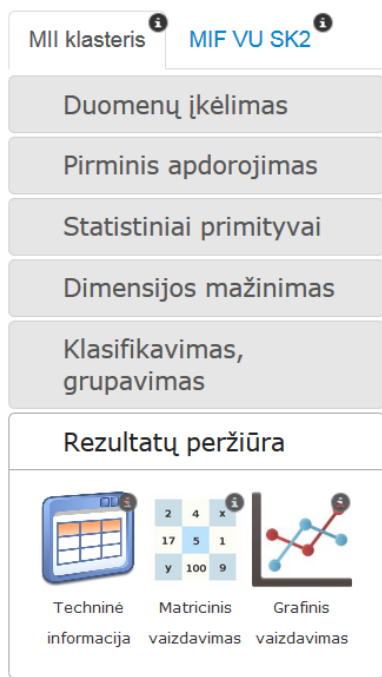 MII klasteris MIF VU SK2
Duomenų įkėlimas
Pirminis apdorojimas
Statistiniai primityvai
Dimensijos mažinimas
Klasifikavimas,
grupavimas
Rezultatų peržiūra
2 4 x
17 5 1
y 100 9
Techninė Matricinis Grafinis
informacija vaizdavimas vaizdavimas